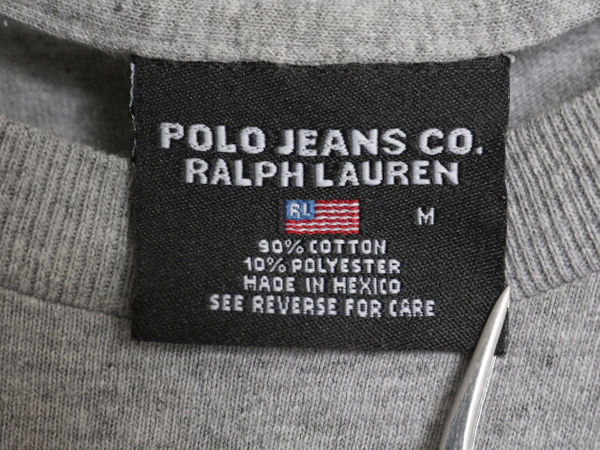 POLO JEANS CO.
RALPH LAUREN
RL M
90% COTTON
10% POLYESTER
MADE IN MEXICO
SEE REVERSE FOR CARE